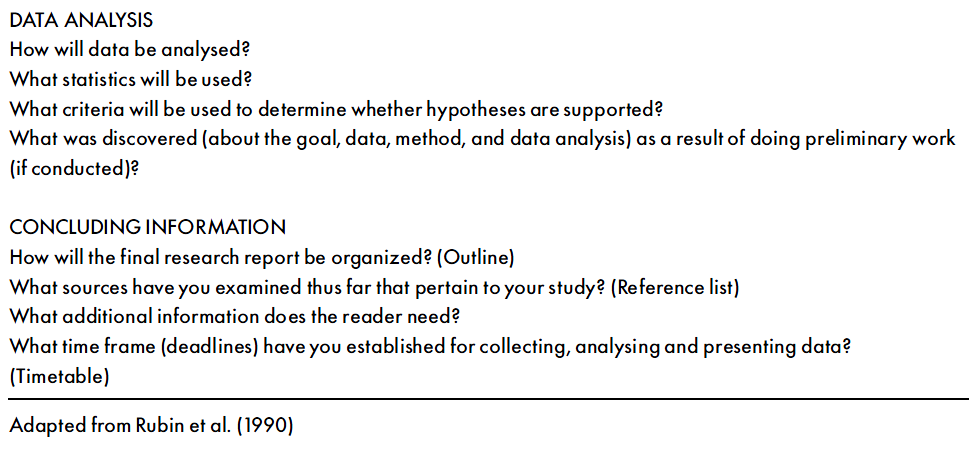 DATA ANALYSIS
How will data be analysed?
What statistics will be used?
What criteria will be used to determine whether hypotheses are supported?
What was discovered (about the goal, data, method, and data analysis) as a result of doing preliminary work
(if conducted)?
CONCLUDING INFORMATION
How will the final research report be organized? (Outline)
What sources have you examined thus far that pertain to your study? (Reference list)
What additional information does the reader need?
What time frame (deadlines) have you established for collecting, analysing and presenting data?
(Timetable)
Adapted from Rubin et al. (1990)